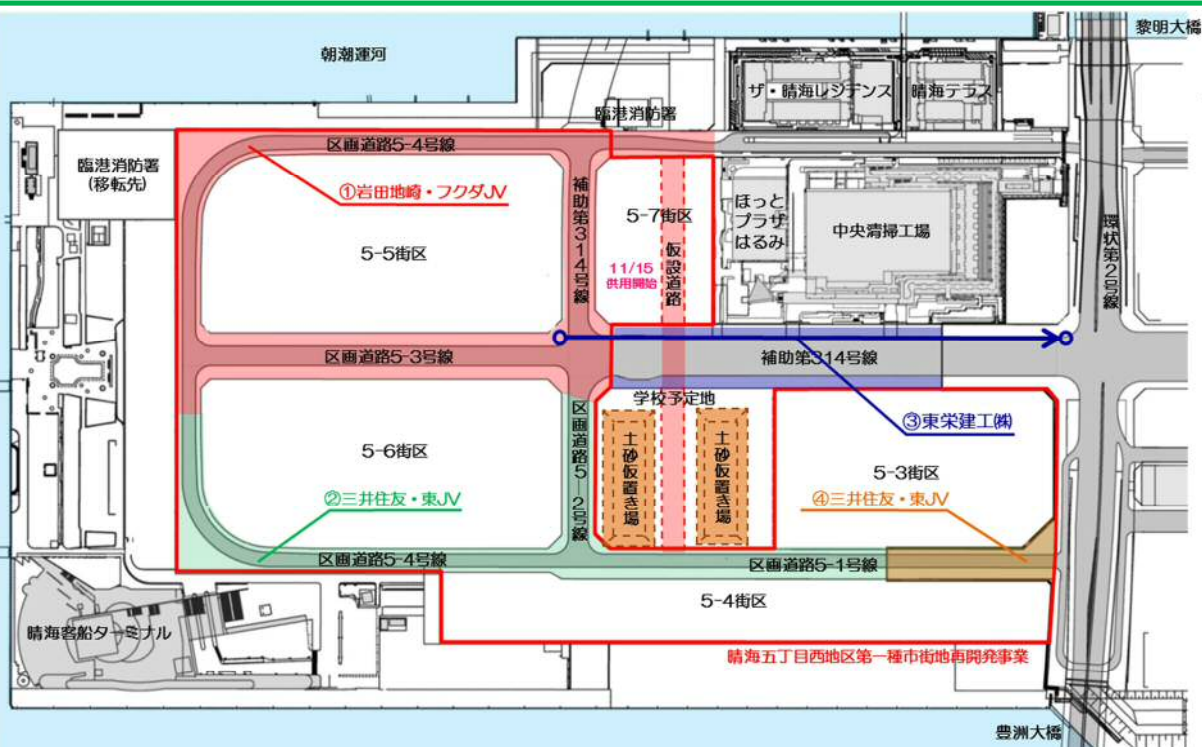 黎明大橋
朝潮運河
ザ・晴海レジデンス
晴海テラス
臨港消防署
臨港消防署
(移転先)
区画道路5-4号線
①岩田地崎・フクダJV
補助第314号線
5-7街区
ほっと
プラザ
はるみ
中央清掃工場
環状第2号線
5-5街区
11/15
供用開始
仮設道路
区画道路5-3号線
補助第314号線
学校予定地
③東栄建工㈱
区画道路5-2号線
5-6街区
土砂仮置き場
土砂仮置き場
5-3街区
②三井住友・東JV
④三井住友・東JV
区画道路5-4号線
区画道路5-1号線
5-4街区
晴海客船ターミナル
晴海五丁目西地区第一種市街地再開発事業
豊洲大橋